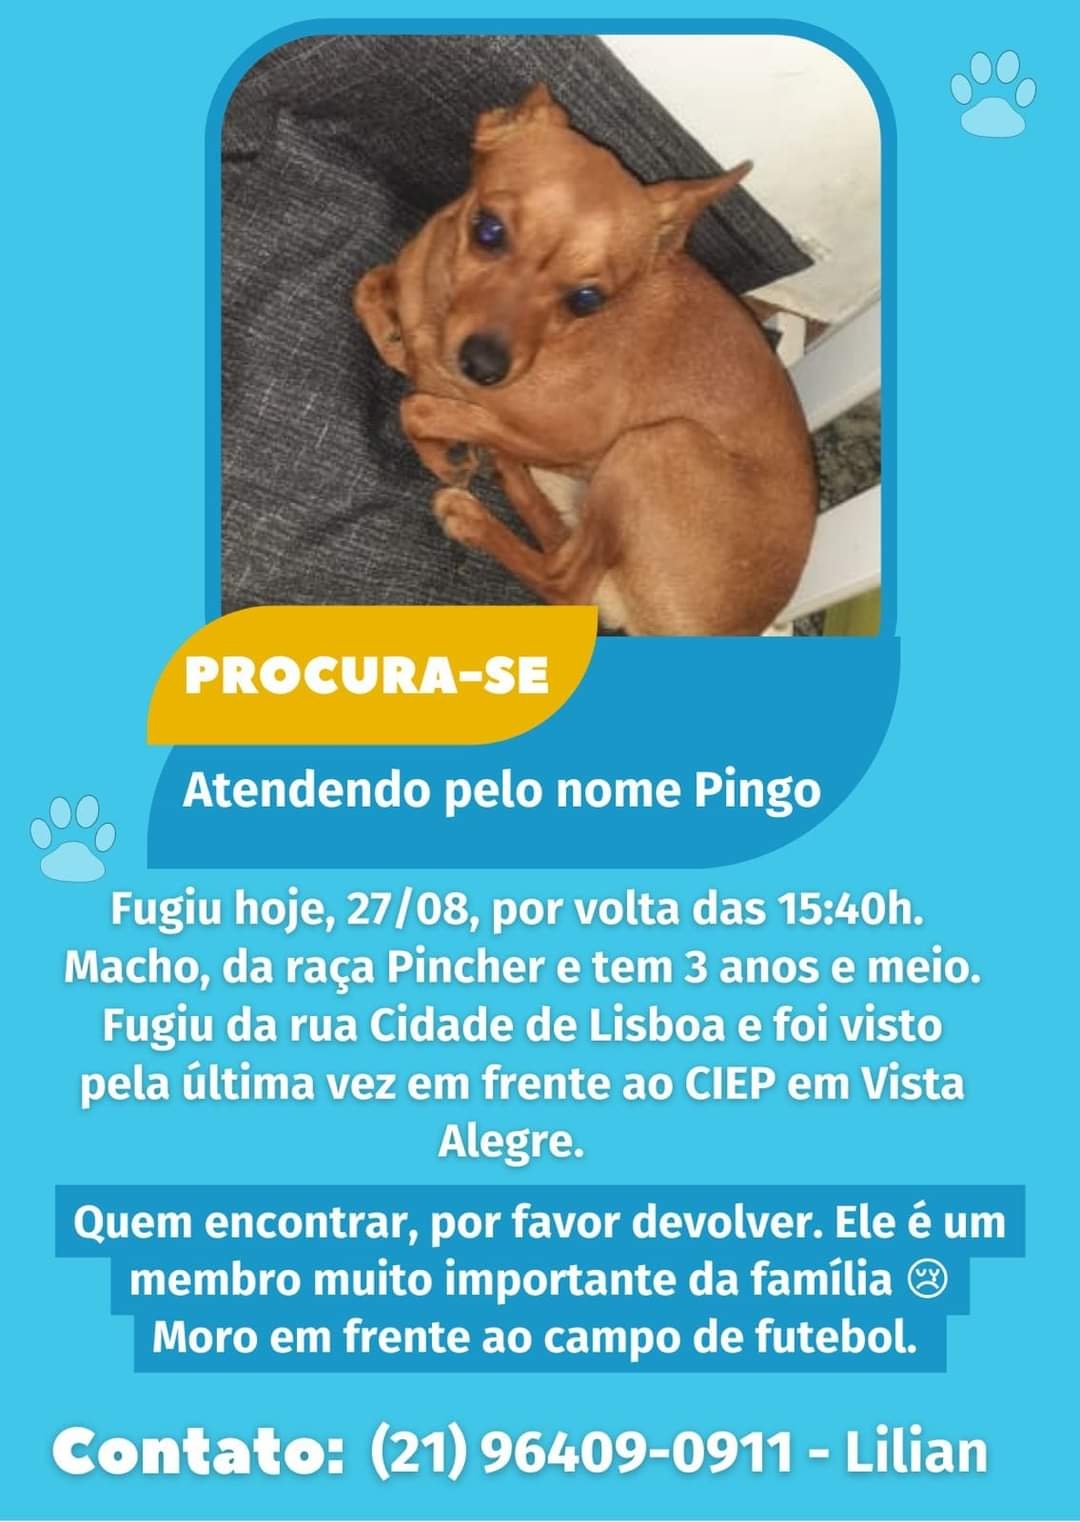 PROCURA-SE
Atendendo pelo nome Pingo
Fugiu hoje, 27/08, por volta das 15:40h.
Macho, da raça Pincher e tem 3 anos e meio.
Fugiu da rua Cidade de Lisboa e foi visto
pela última vez em frente ao CIEP em Vista
Alegre.
Quem encontrar, por favor devolver. Ele é um
membro muito importante da família 😢
Moro em frente ao campo de futebol.
Contato: (21) 96409-0911 - Lilian